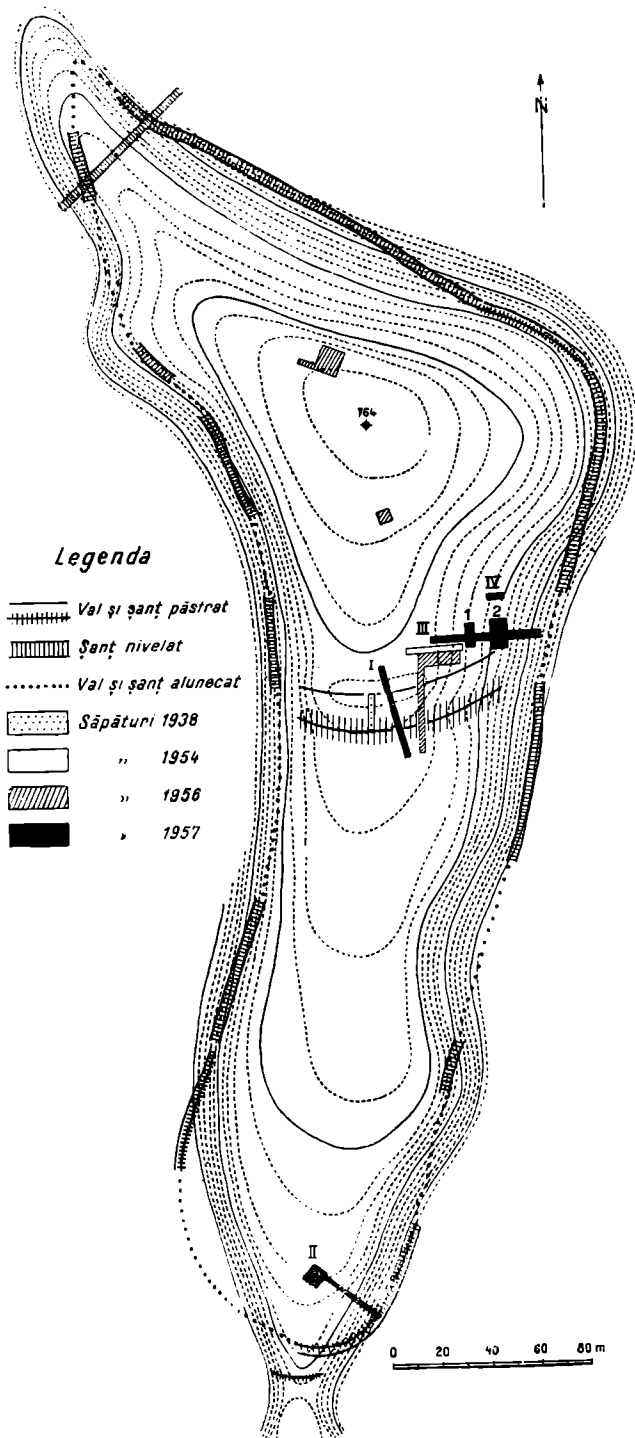 N
764
IV
III
1
2
I
Legenda
Val și șanț păstrat
Șanț nivelat
Val și șanț alunecat
Săpături 1938
,, 1954
,, 1956
„ 1957
II
0 20 40 60 80 m